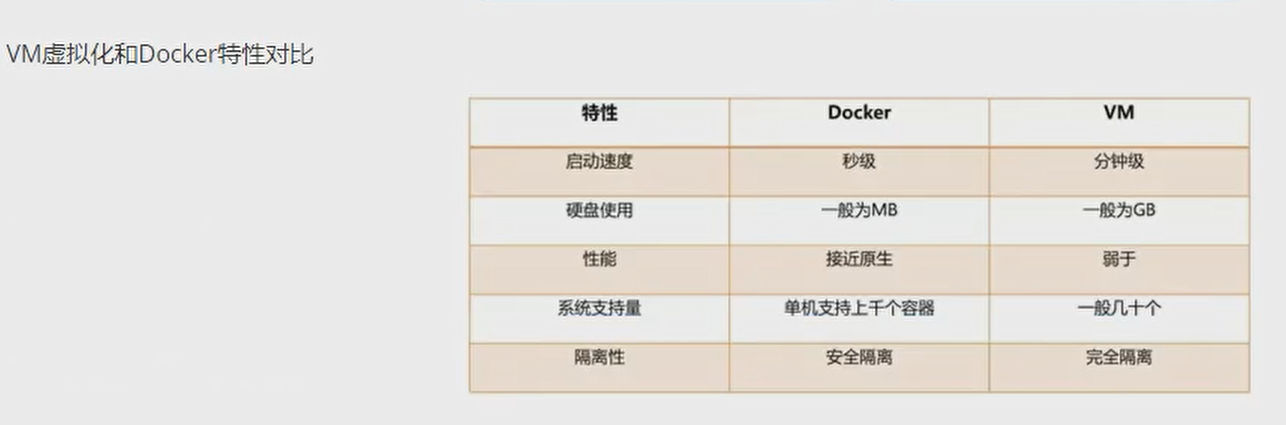 VM虚拟化和Docker特性对比
特性 Docker VM
启动速度 秒级 分钟级
硬盘使用 一般为MB 一般为GB
性能 接近原生 弱于
系统支持量 单机支持上千个容器 一般几十个
隔离性 安全隔离 完全隔离